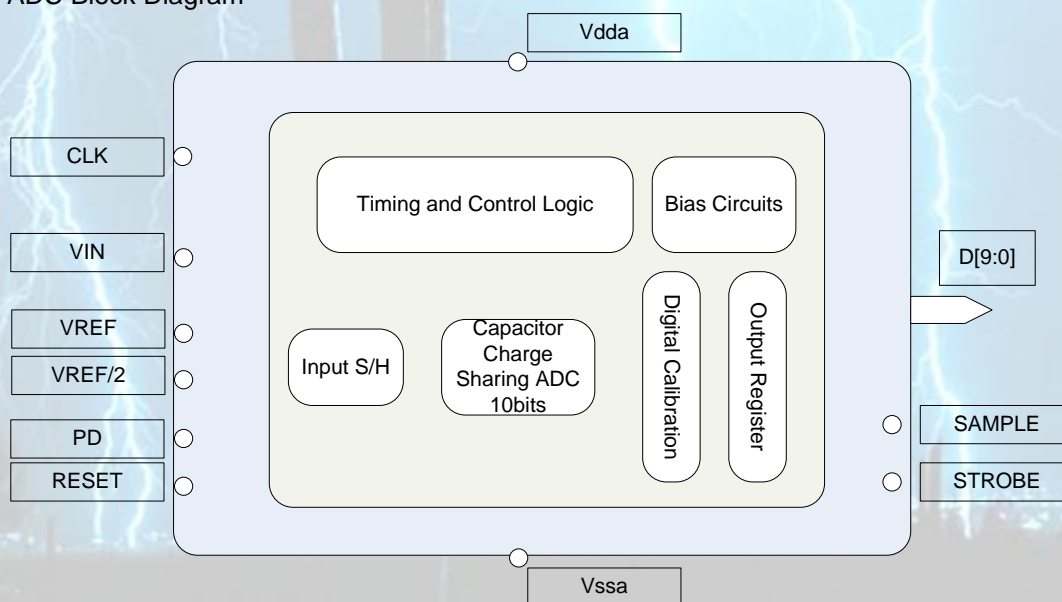 ADC Block Diagram
Vdda
CLK
VIN
VREF
VREF/2
PD
RESET
Timing and Control Logic
Bias Circuits
Input S/H
Capacitor
Charge
Sharing ADC
10bits
Digital Calibration
Output Register
D[9:0]
SAMPLE
STROBE
Vssa